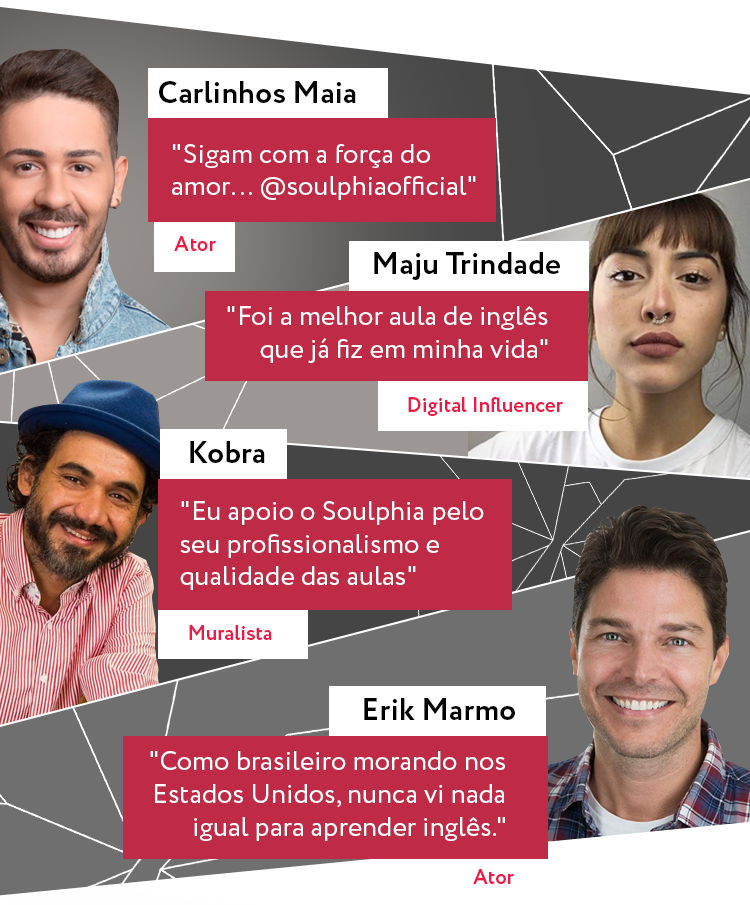 Carlinhos Maia
"Sigam com a força do
amor... @soulphiaofficial"
Ator
Maju Trindade
"Foi a melhor aula de inglês
que já fiz em minha vida"
Digital Influencer
Kobra
"Eu apoio o Soulphia pelo
seu profissionalismo e
qualidade das aulas"
Muralista
Erik Marmo
"Como brasileiro morando nos
Estados Unidos, nunca vi nada
igual para aprender inglês."
Ator